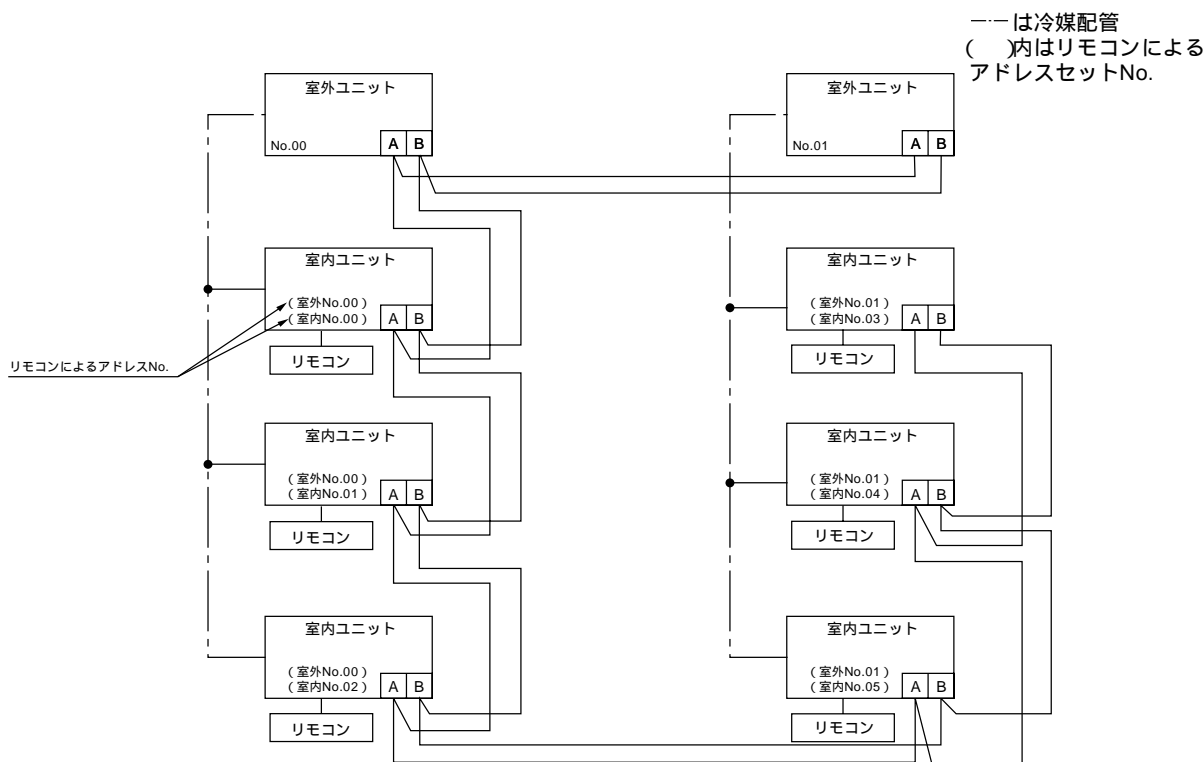 －－－は冷媒配管
(　)内はリモコンによる
アドレスセットNo.
室外ユニット
No.00
A B
室外ユニット
No.01
A B
室内ユニット
(室外No.00)
(室内No.00)
A B
リモコン
リモコンによるアドレスNo.
室内ユニット
(室外No.01)
(室内No.03)
A B
リモコン
室内ユニット
(室外No.00)
(室内No.01)
A B
リモコン
室内ユニット
(室外No.01)
(室内No.04)
A B
リモコン
室内ユニット
(室外No.00)
(室内No.02)
A B
リモコン
室内ユニット
(室外No.01)
(室内No.05)
A B
リモコン